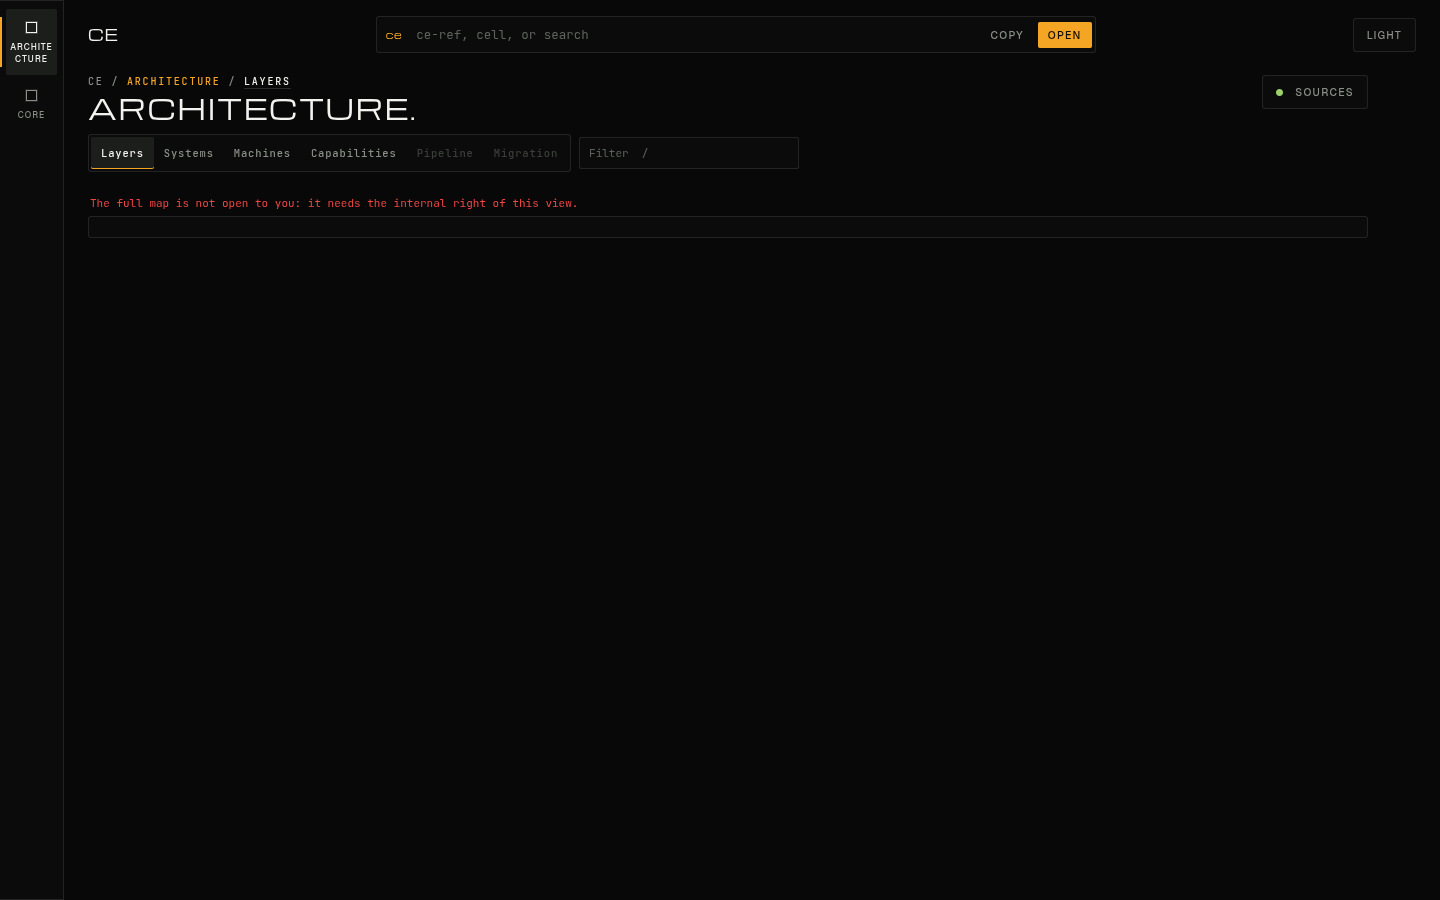 ARCHITE
CTURE
CORE
CE
ce ce-ref, cell, or search COPY OPEN
LIGHT
CE / ARCHITECTURE / LAYERS
ARCHITECTURE.
SOURCES
Layers Systems Machines Capabilities Pipeline Migration
Filter /
The full map is not open to you: it needs the internal right of this view.